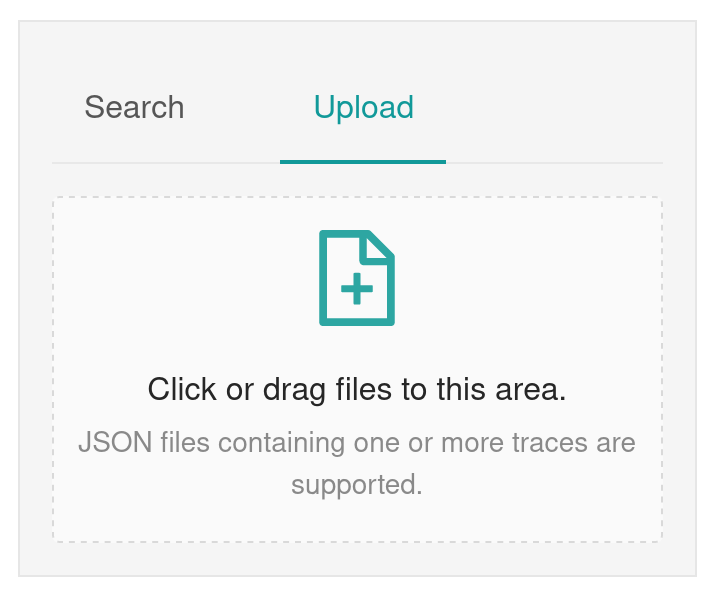 Search Upload
Click or drag files to this area.
JSON files containing one or more traces are
supported.